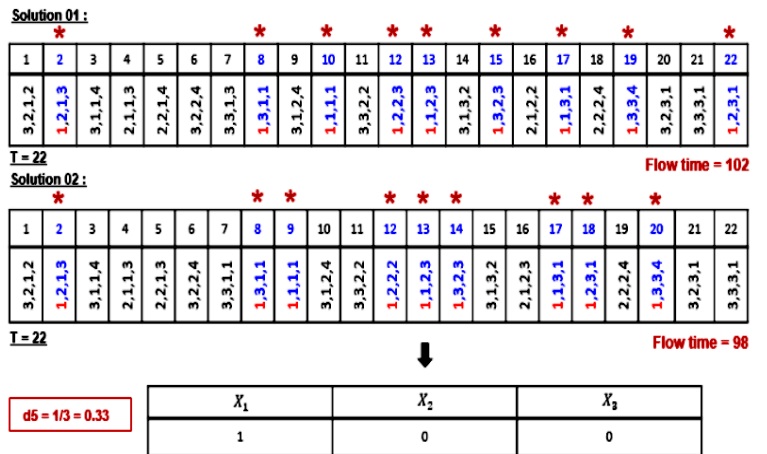 Solution 01 :
* * * * * * * * *
1 2 3 4 5 6 7 8 9 10 11 12 13 14 15 16 17 18 19 20 21 22
3,2,1,2 1,2,1,3 3,1,1,4 2,1,1,3 2,2,1,4 3,2,2,4 3,3,1,3 1,3,1,1 3,1,2,4 1,1,1,1 3,3,2,2 1,2,2,3 1,1,2,3 3,1,3,2 1,3,2,3 2,1,2,2 1,1,3,1 2,2,2,4 1,3,3,4 3,2,3,1 3,3,3,1 1,2,3,1
T = 22
Flow time = 102
Solution 02 :
* * * * * * * * *
1 2 3 4 5 6 7 8 9 10 11 12 13 14 15 16 17 18 19 20 21 22
3,2,1,2 1,2,1,3 3,1,1,4 2,1,1,3 2,2,1,3 3,2,2,4 3,3,1,1 1,3,1,1 1,1,1,1 3,1,2,4 3,3,2,2 1,2,2,2 1,1,2,3 1,3,2,3 3,1,3,2 2,1,2,3 1,1,3,1 1,2,3,1 2,2,2,4 1,3,3,4 3,2,3,1 3,3,3,1
T = 22
Flow time = 98
d5 = 1/3 = 0.33
X₁ X₂ X₃
1 0 0